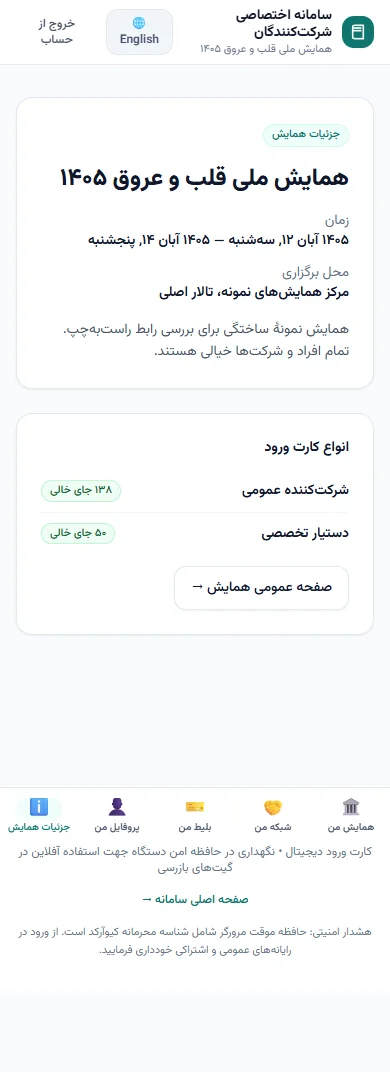 سامانه اختصاصی
شرکت‌کنندگان
همایش ملی قلب و عروق ۱۴۰۵
English
خروج از
حساب
جزئیات همایش
همایش ملی قلب و عروق ۱۴۰۵
زمان
۱۴۰۵ آبان ۱۲, سه‌شنبه — ۱۴۰۵ آبان ۱۴, پنجشنبه
محل برگزاری
مرکز همایش‌های نمونه، تالار اصلی
همایش نمونهٔ ساختگی برای بررسی رابط راست‌به‌چپ.
تمام افراد و شرکت‌ها خیالی هستند.
انواع کارت ورود
شرکت‌کننده عمومی
۱۳۸ جای خالی
دستیار تخصصی
۵۰ جای خالی
صفحه عمومی همایش →
همایش من
شبکه من
بلیط من
پروفایل من
جزئیات همایش
کارت ورود دیجیتال • نگهداری در حافظه امن دستگاه جهت استفاده آفلاین در
گیت‌های بازرسی
صفحه اصلی سامانه →
هشدار امنیتی: حافظه موقت مرورگر شامل شناسه محرمانه کیوآرکد است. از ورود در
رایانه‌های عمومی و اشتراکی خودداری فرمایید.